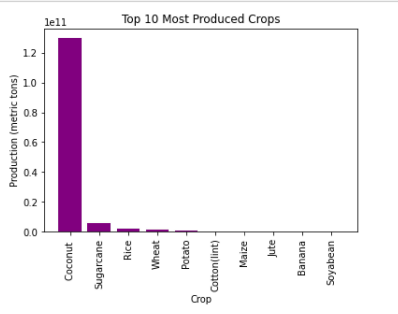 Top 10 Most Produced Crops
1e11
1.2
1.0
0.8
0.6
0.4
0.2
0.0
Production (metric tons)
Coconut
Sugarcane
Rice
Wheat
Potato
Cotton(lint)
Maize
Jute
Banana
Soyabean
Crop